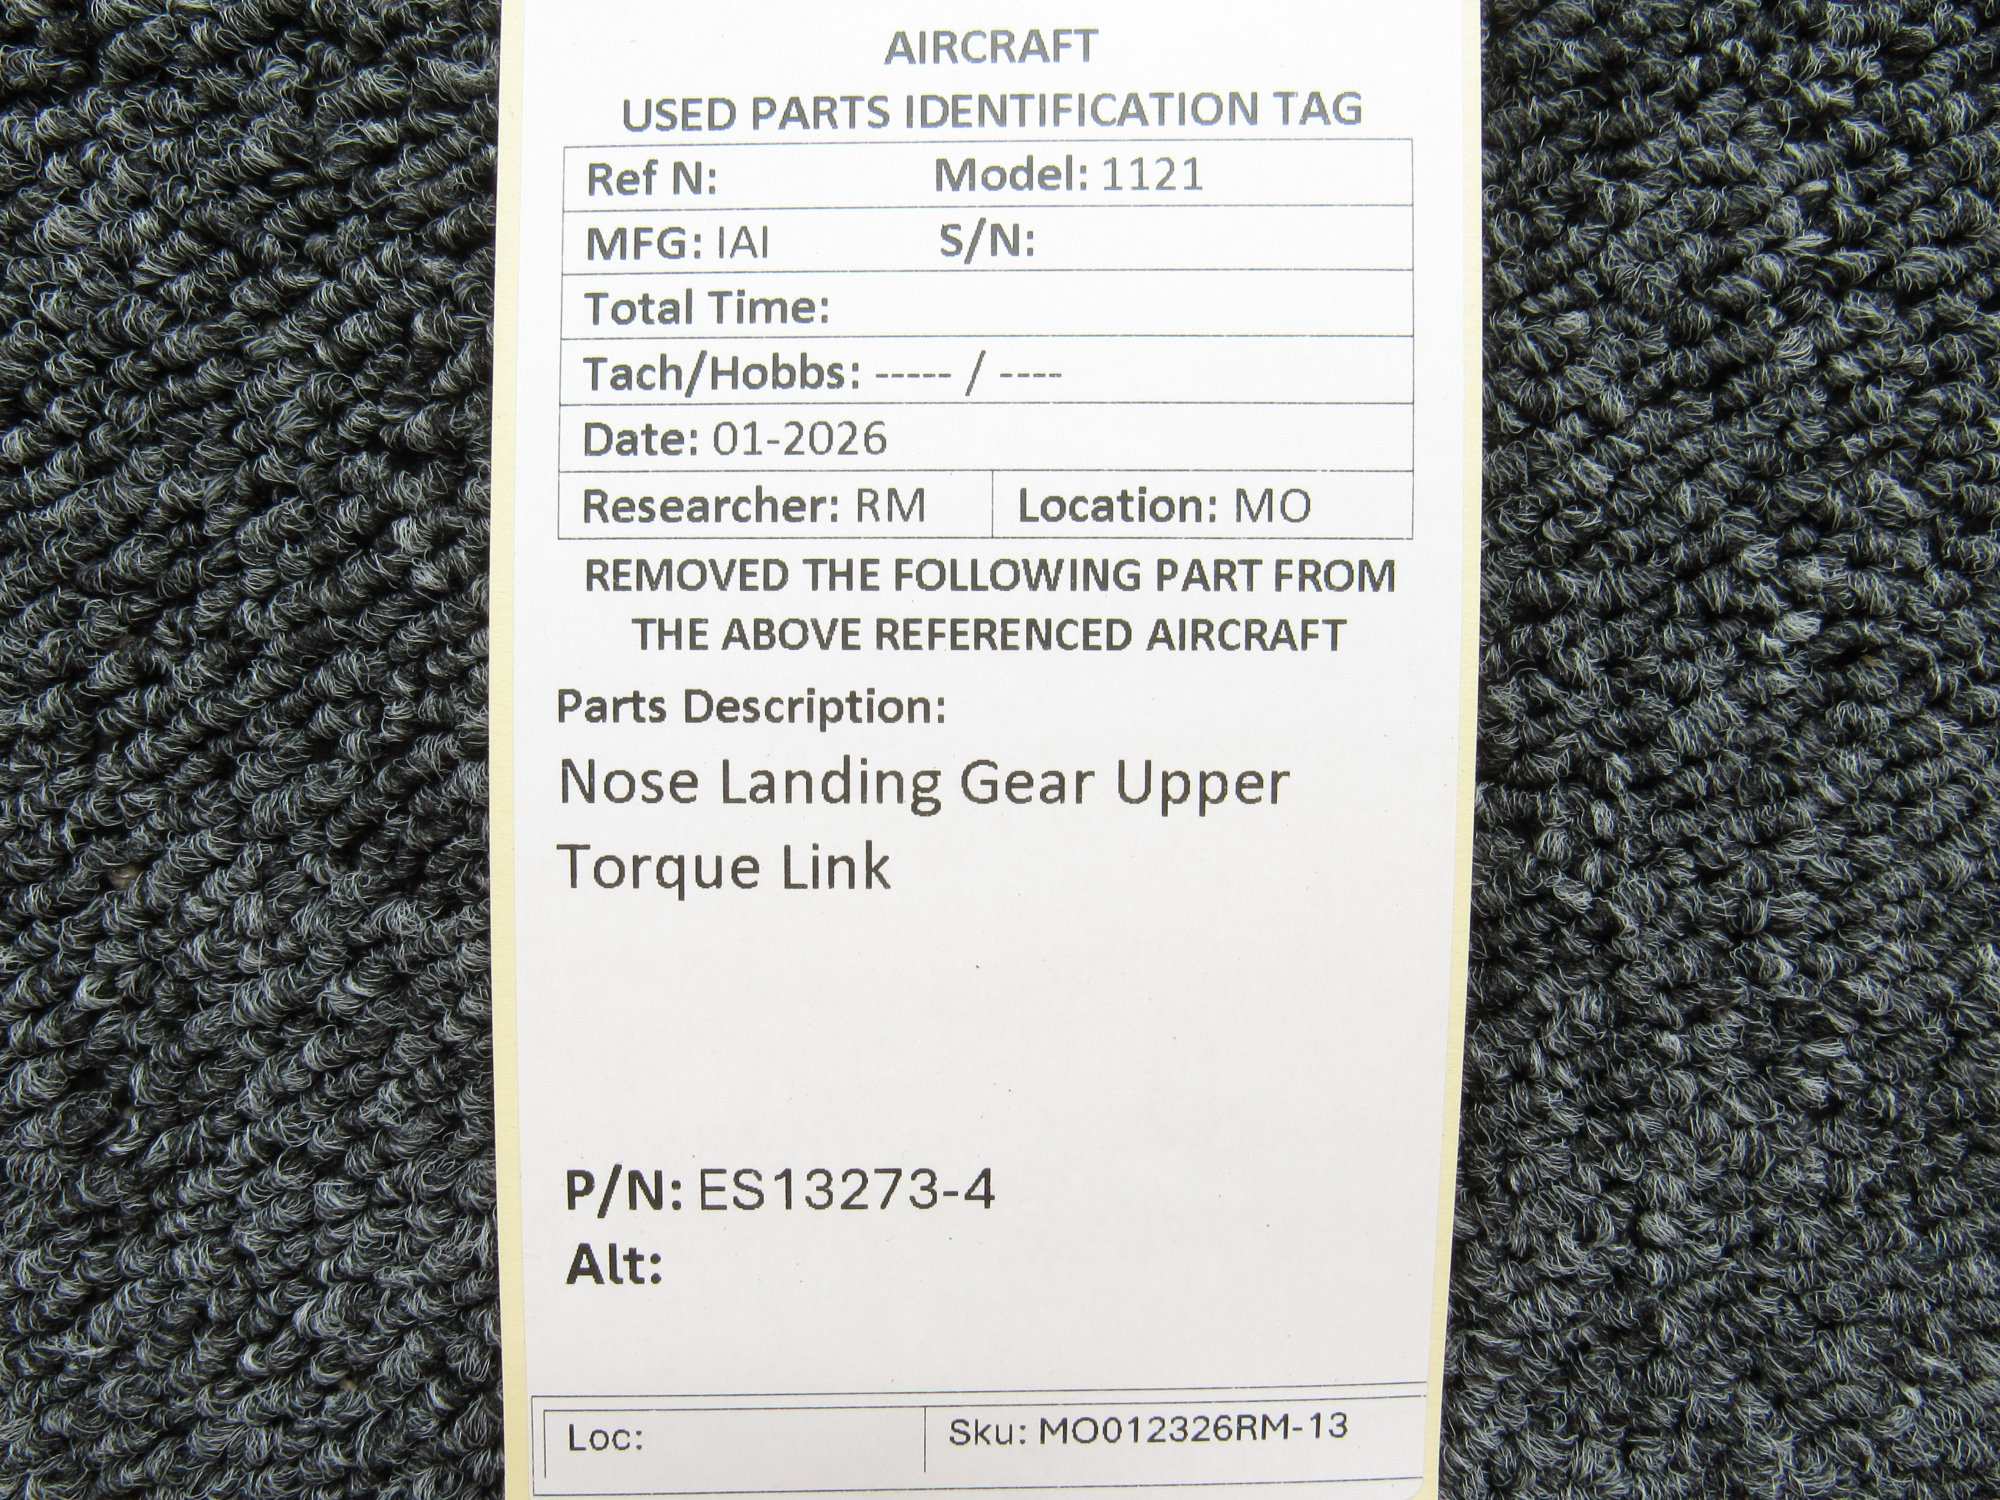 AIRCRAFT
USED PARTS IDENTIFICATION TAG
Ref N: Model: 1121
MFG: IAI S/N:
Total Time:
Tach/Hobbs: ----- / ----
Date: 01-2026
Researcher: RM Location: MO
REMOVED THE FOLLOWING PART FROM
THE ABOVE REFERENCED AIRCRAFT
Parts Description:
Nose Landing Gear Upper
Torque Link
P/N: ES13273-4
Alt:
Loc: Sku: MO012326RM-13